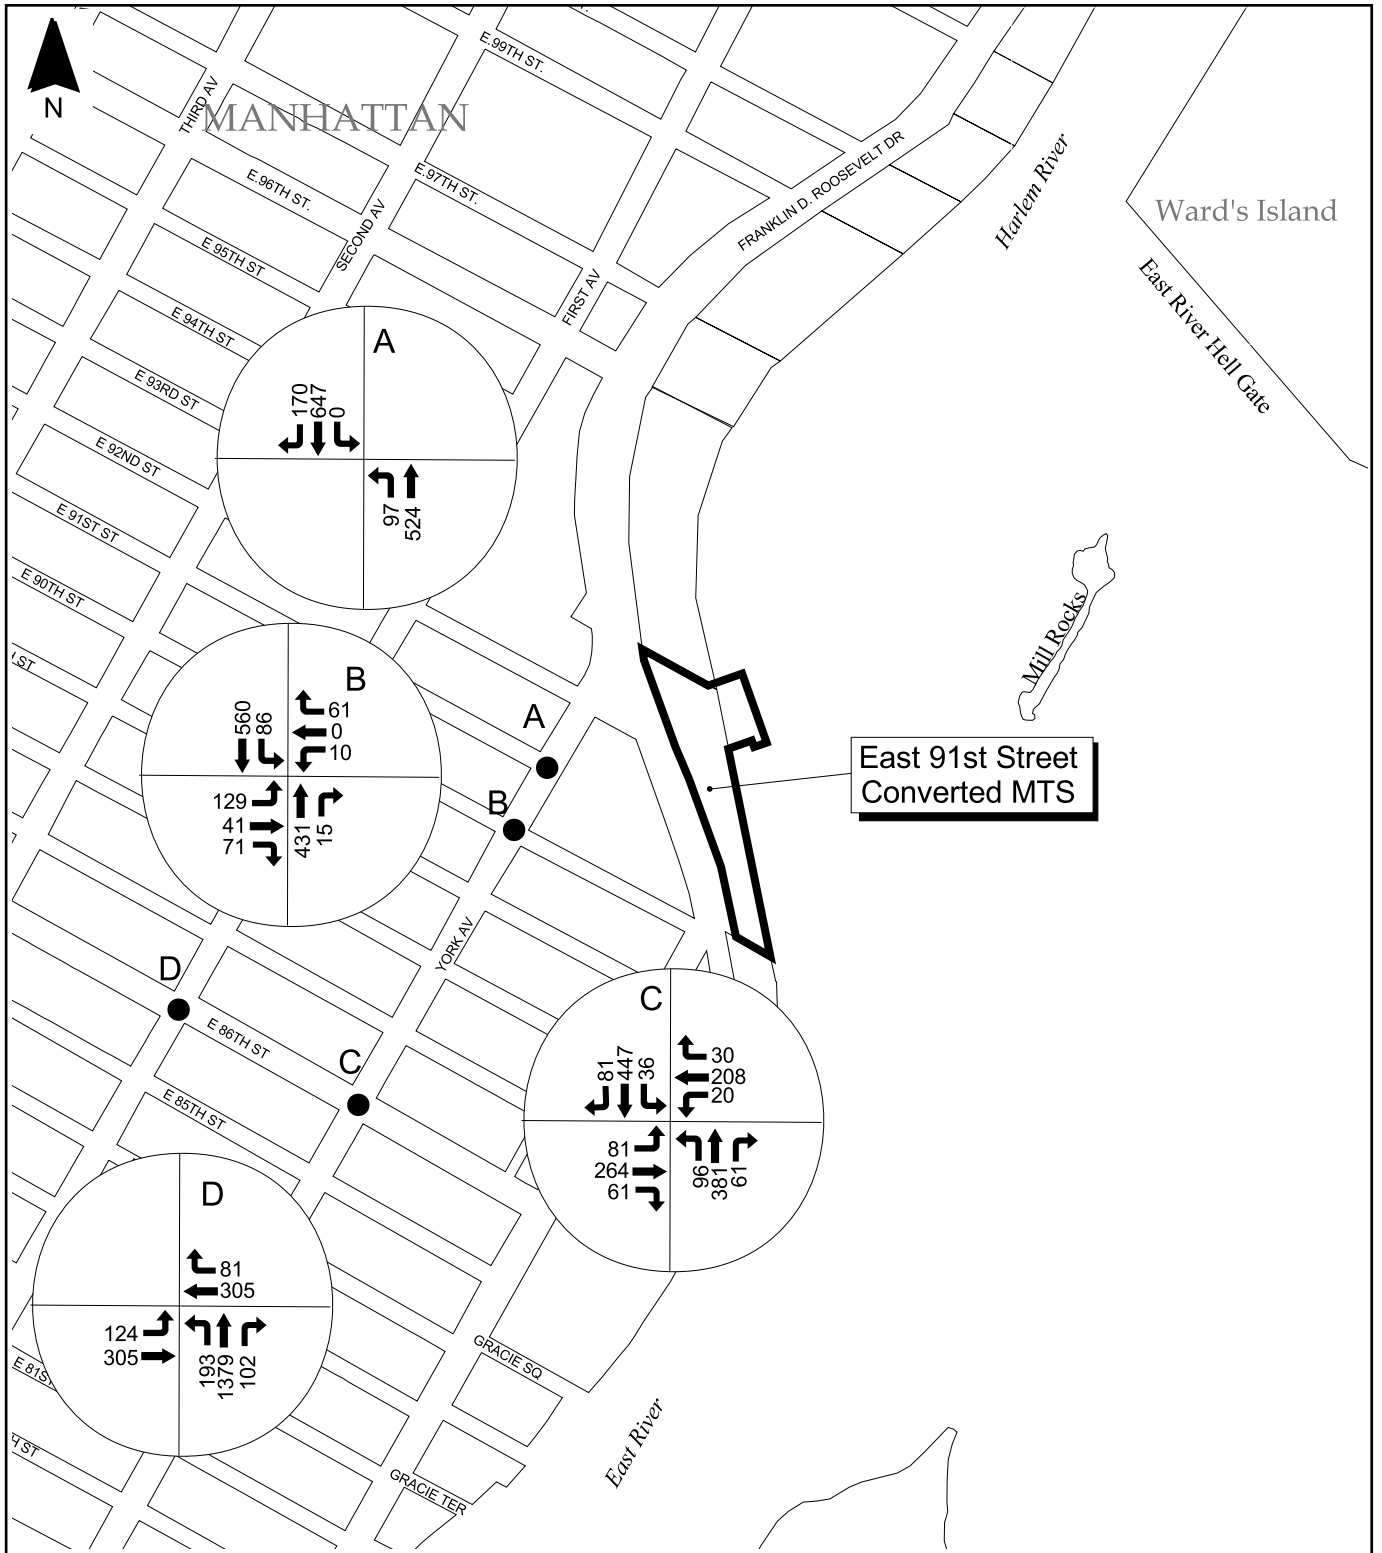 N
MANHATTAN
THIRD AV
E.99TH ST.
E.96TH ST.
E.97TH ST.
SECOND AV
FIRST AV
FRANKLIN D. ROOSEVELT DR
Harlem River
Ward's Island
East River Hell Gate
E 95TH ST
E 94TH ST
E 93RD ST
E 92ND ST
E 91ST ST
E 90TH ST
A
170
647
0
97
524
B
560
86
61
0
10
129
41
71
431
15
A
B
Mill Rocks
East 91st Street
Converted MTS
YORK AV
D
C
E 86TH ST
E 85TH ST
C
81
447
36
30
208
20
81
264
61
96
381
61
D
81
305
124
305
193
1379
102
E 81ST
GRACIE SQ
GRACIE TER
East River